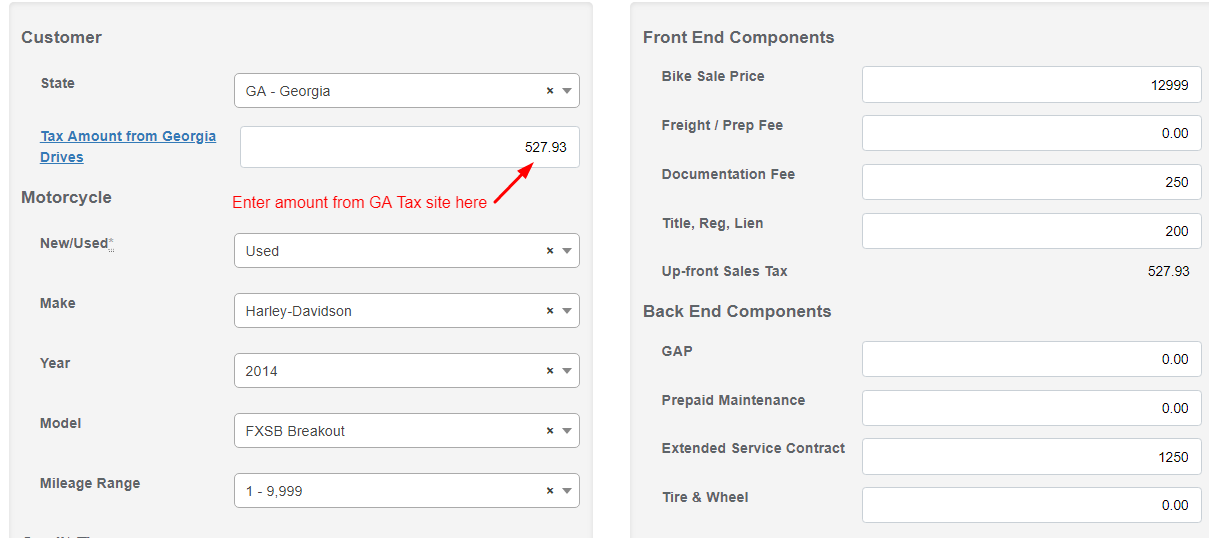 Customer
State
GA - Georgia × 
Tax Amount from Georgia
Drives
527.93
Enter amount from GA Tax site here
Motorcycle
New/Used*
Used ×
Make
Harley-Davidson ×
Year
2014 ×
Model
FXSB Breakout ×
Mileage Range
1 - 9,999 ×
Front End Components
Bike Sale Price
12999
Freight / Prep Fee
0.00
Documentation Fee
250
Title, Reg, Lien
200
Up-front Sales Tax
527.93
Back End Components
GAP
0.00
Prepaid Maintenance
0.00
Extended Service Contract
1250
Tire & Wheel
0.00